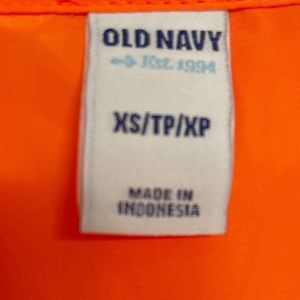 OLD NAVY
Est. 1994
XS/TP/XP
MADE IN
INDONESIA